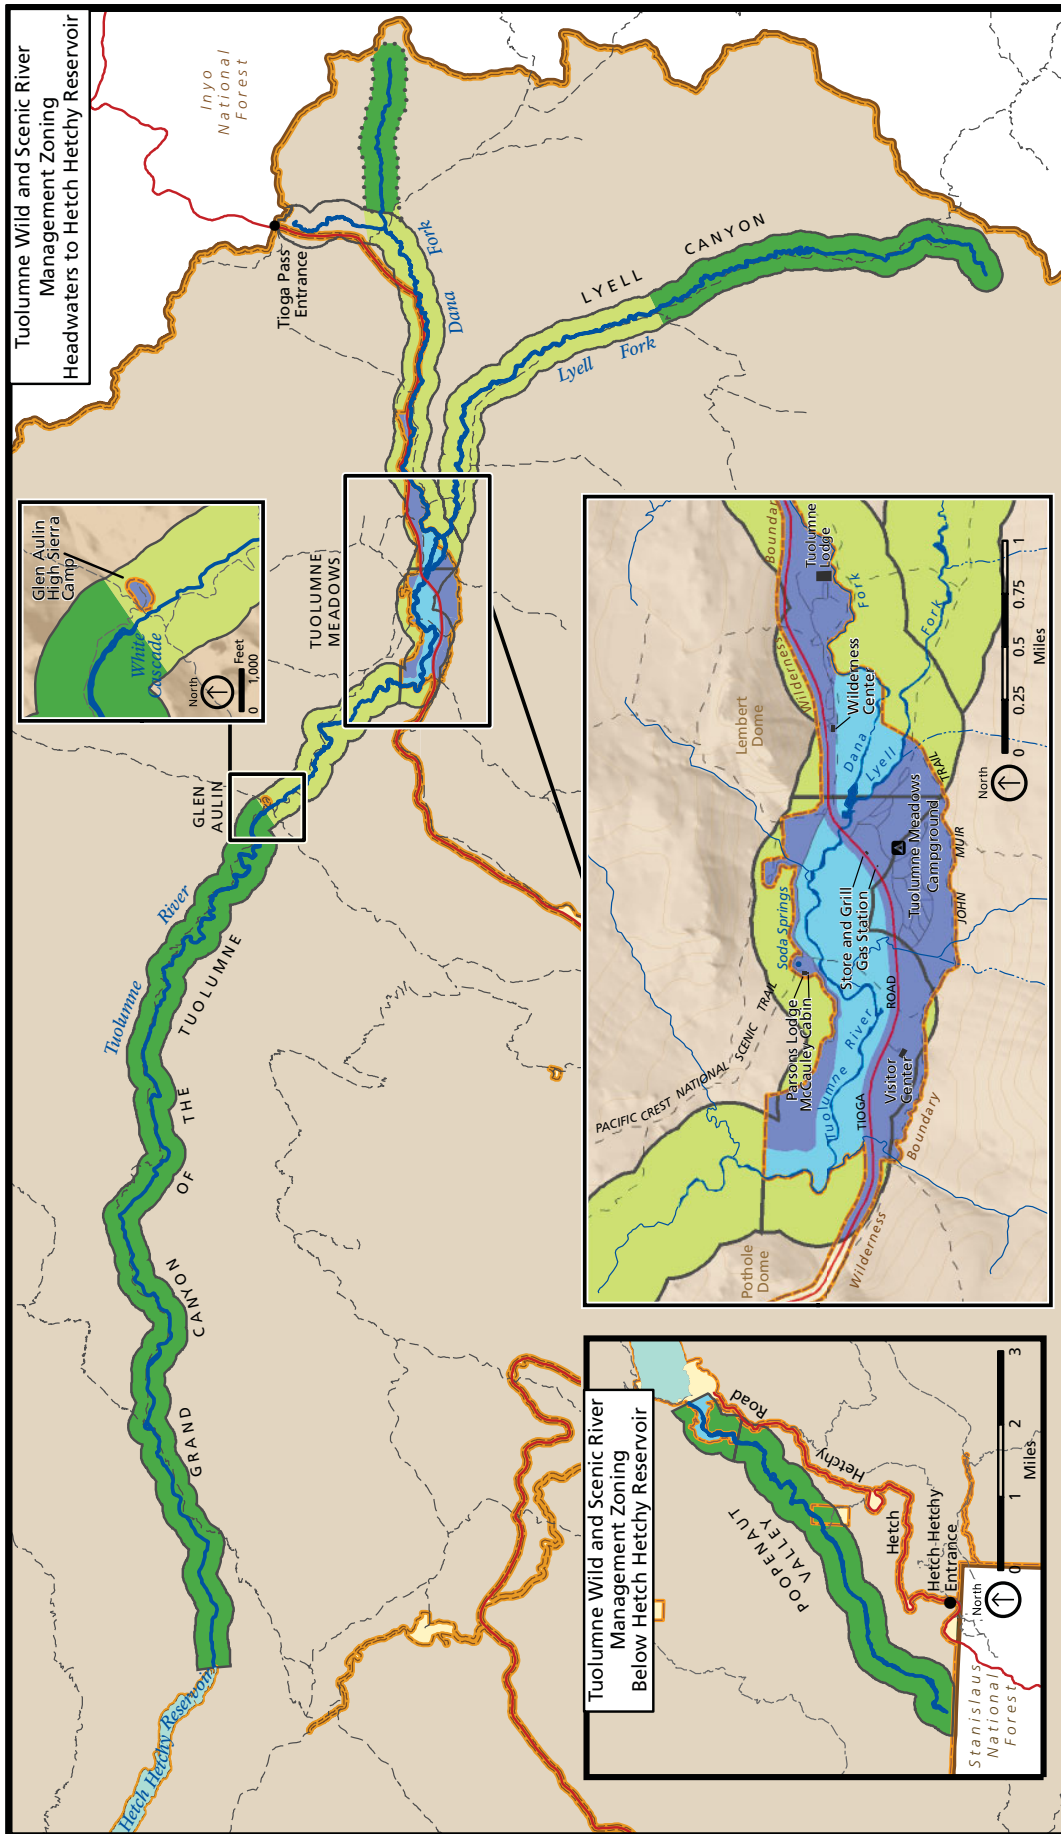 Tuolumne Wild and Scenic River
Management Zoning
Headwaters to Hetch Hetchy Reservoir
Inyo
National
Forest
Tioga Pass
Entrance
Dana
Fork
LYELL
CANYON
Lyell
Fork
TUOLUMNE
MEADOWS
GLEN
AULIN
Tuolumne
River
GRAND
CANYON
OF
THE
TUOLUMNE
Hetch Hetchy Reservoir
Glen Aulin
High Sierra
Camp
White
Cascade
North
0
1,000
Feet
Wilderness
Boundary
Tuolumne
Lodge
Fork
Fork
Lembert
Dome
Wilderness
Center
Dana
Lyell
TRAIL
MUIR
JOHN
Tuolumne Meadows
Campground
Store and Grill
Gas Station
Soda Springs
Parsons Lodge
McCauley Cabin
PACIFIC CREST NATIONAL SCENIC TRAIL
Tuolumne River
TIOGA
ROAD
Visitor
Center
Wilderness
Boundary
Pothole
Dome
North
0
0.25
0.5
0.75
1
Miles
Tuolumne Wild and Scenic River
Management Zoning
Below Hetch Hetchy Reservoir
POOPENAUT
VALLEY
Hetch
Hetchy
Road
Hetch-Hetchy
Entrance
Stanislaus
National
Forest
North
0
1
2
3
Miles